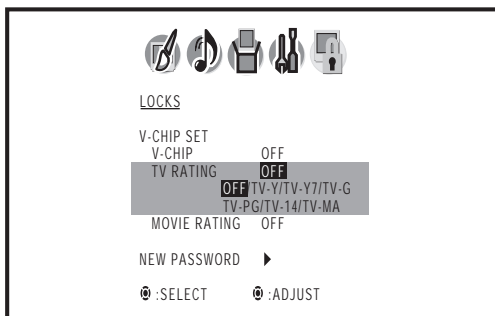 LOCKS
V-CHIP SET
V-CHIP OFF
TV RATING OFF
OFF/TV-Y/TV-Y7/TV-G
TV-PG/TV-14/TV-MA
MOVIE RATING OFF
NEW PASSWORD
:SELECT :ADJUST